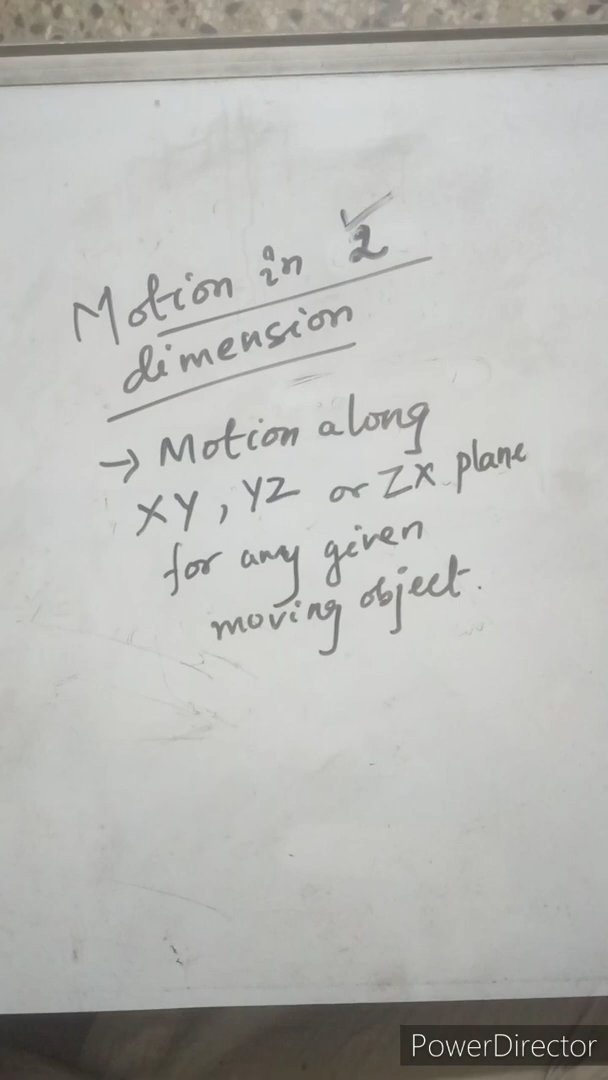 Motion in 2
dimension
→ Motion along
XY, YZ or ZX plane
for any given
moving object.
PowerDirector